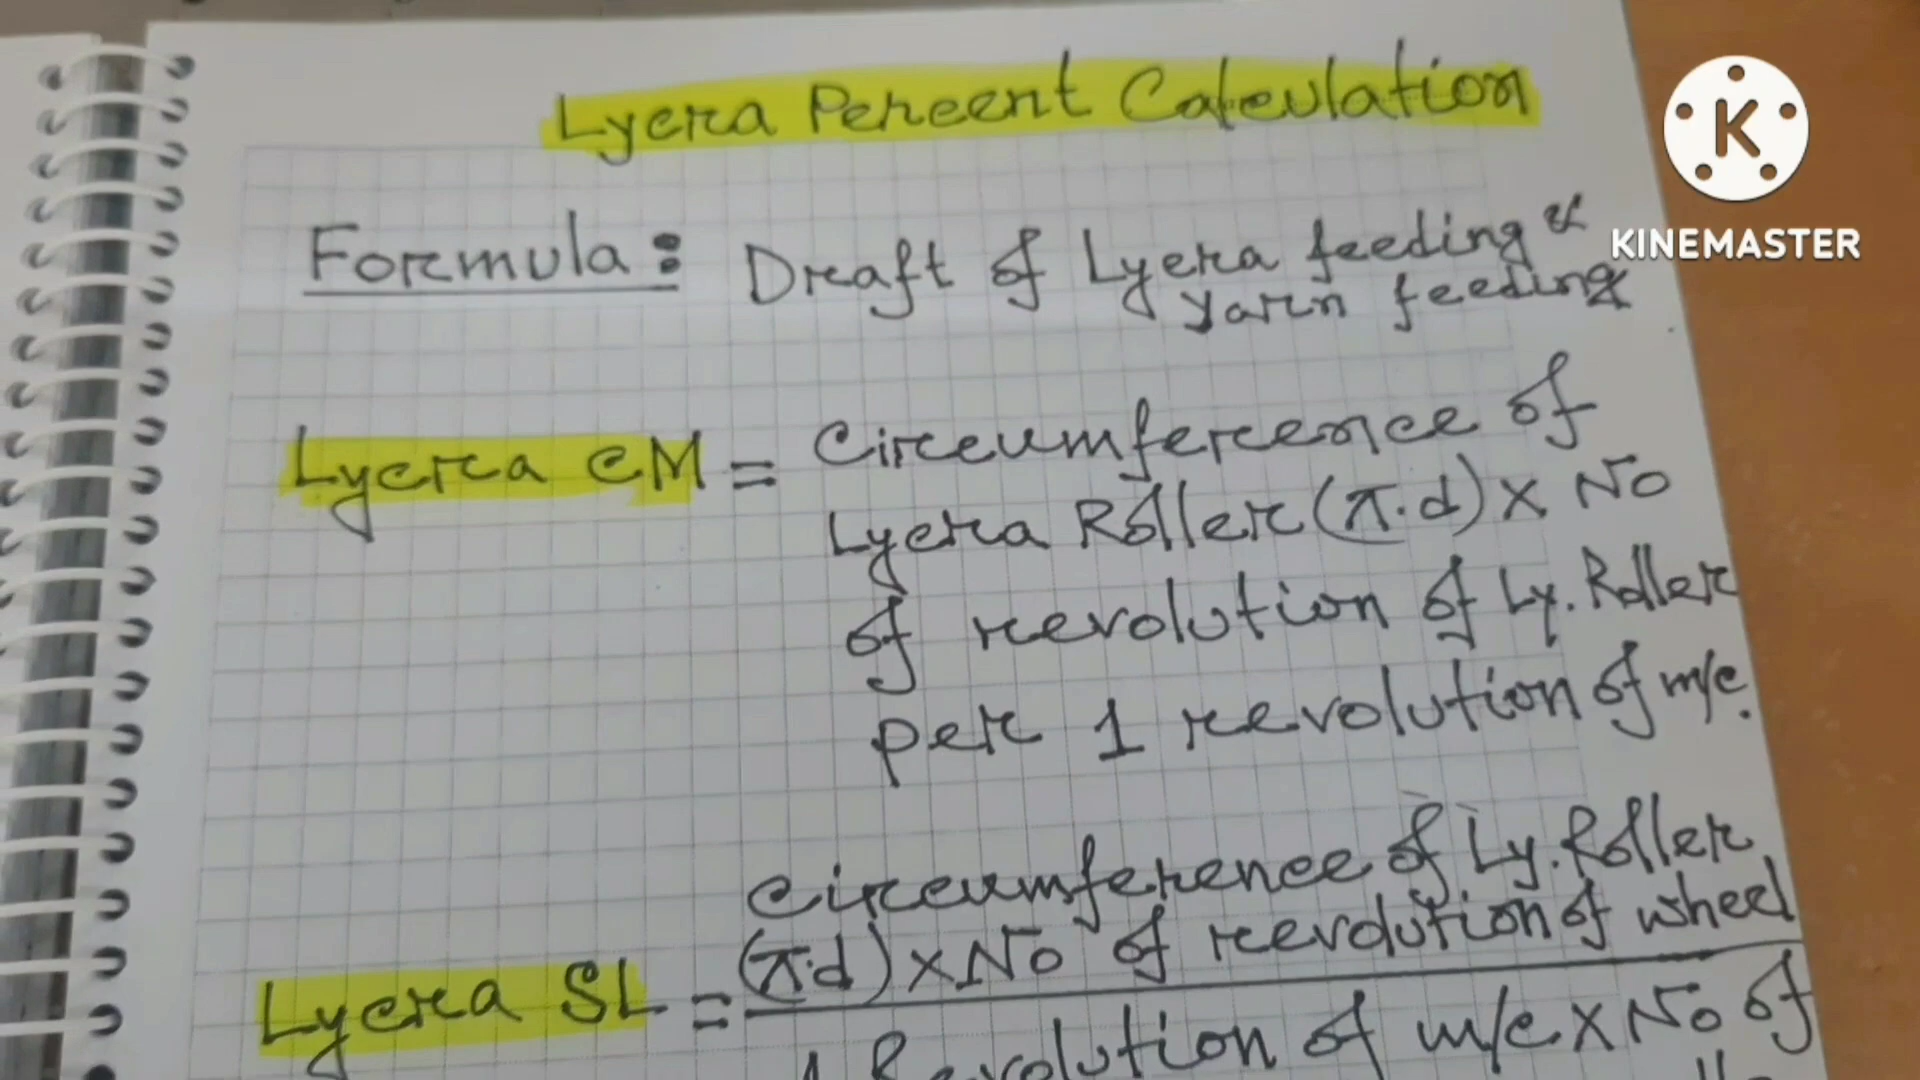 Lycra Percent Calculation
Formula: Draft of Lycra feeding &
yarn feeding
Lycra CM = Circumference of
Lycra Roller (π.d) X No
of revolution of Ly. Roller
per 1 revolution of m/c.
Circumference of Ly. Roller
(π.d) X No of revolution of wheel
Lycra SL =
1 Revolution of m/c X No of
K
KINEMASTER